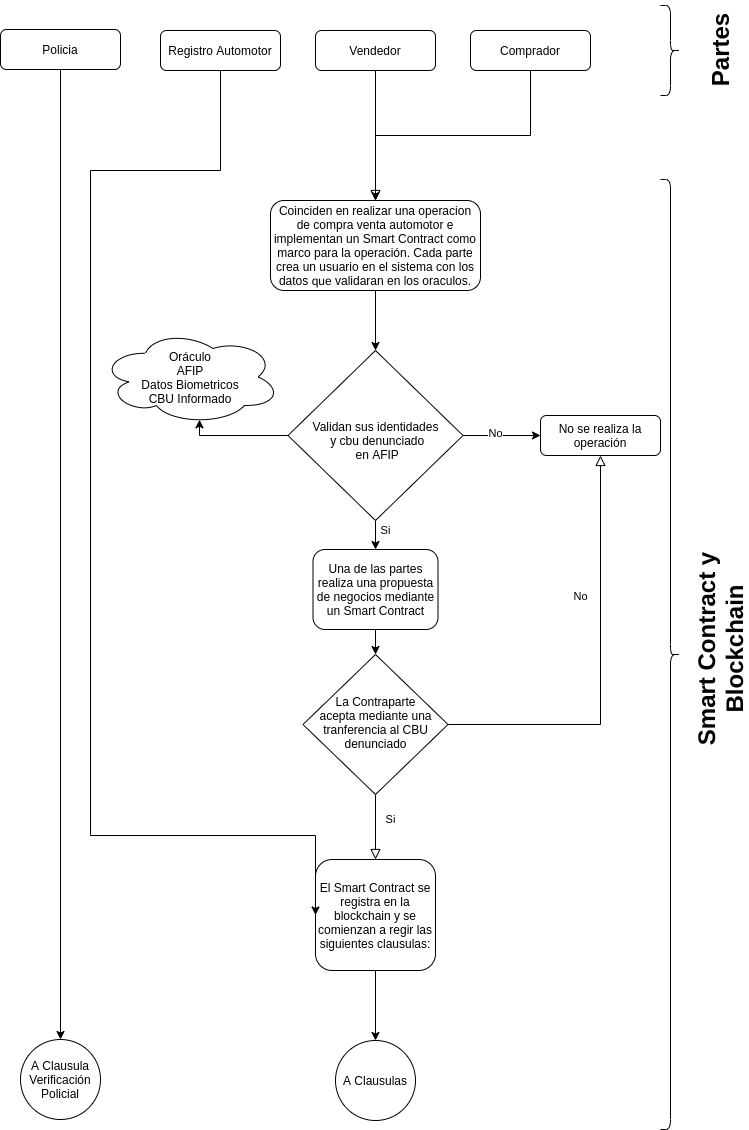 Policia
Registro Automotor
Vendedor
Comprador
Partes
Coinciden en realizar una operacion
de compra venta automotor e
implementan un Smart Contract como
marco para la operación. Cada parte
crea un usuario en el sistema con los
datos que validaran en los oraculos.
Oráculo
AFIP
Datos Biometricos
CBU Informado
Validan sus identidades
y cbu denunciado
en AFIP
No
No se realiza la
operación
Si
Una de las partes
realiza una propuesta
de negocios mediante
un Smart Contract
No
Smart Contract y
Blockchain
La Contraparte
acepta mediante una
tranferencia al CBU
denunciado
Si
El Smart Contract se
registra en la
blockchain y se
comienzan a regir las
siguientes clausulas:
A Clausula
Verificación
Policial
A Clausulas